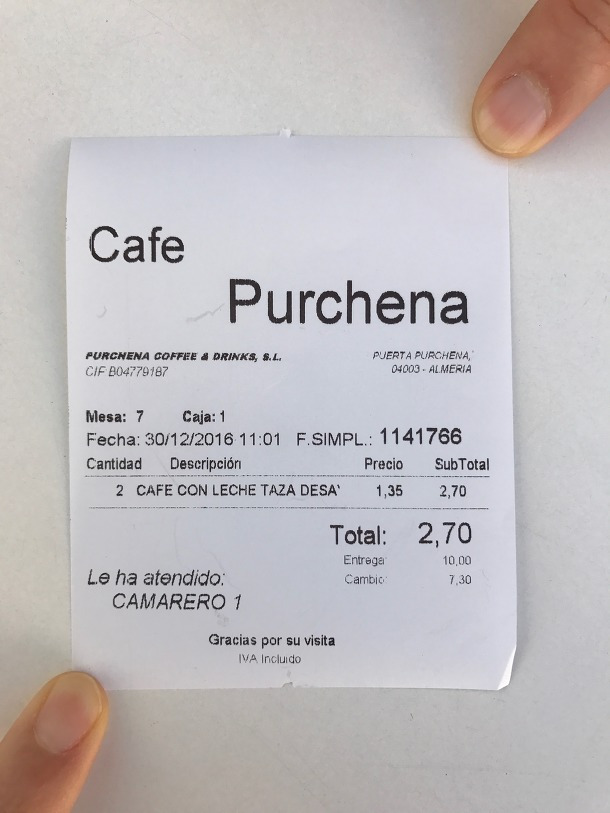 Cafe
Purchena
PURCHENA COFFEE & DRINKS, S.L.
PUERTA PURCHENA,
CIF B04779187
04003 - ALMERIA
Mesa: 7 Caja: 1
Fecha: 30/12/2016 11:01 F.SIMPL.: 1141766
Cantidad Descripción Precio SubTotal
2 CAFE CON LECHE TAZA DESA' 1,35 2,70
Total: 2,70
Entrega: 10,00
Cambio: 7,30
Le ha atendido:
CAMARERO 1
Gracias por su visita
IVA Incluido